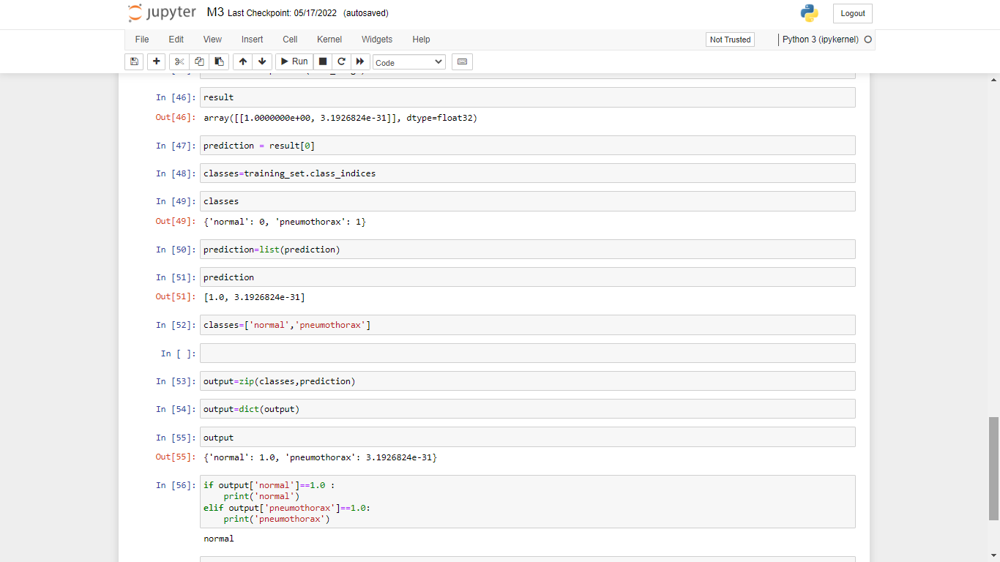 jupyter M3 Last Checkpoint: 05/17/2022 (autosaved) Logout
File Edit View Insert Cell Kernel Widgets Help Not Trusted Python 3 (ipykernel)
Run Code
In [46]: result
Out[46]: array([[1.0000000e+00, 3.1926824e-31]], dtype=float32)
In [47]: prediction = result[0]
In [48]: classes=training_set.class_indices
In [49]: classes
Out[49]: {'normal': 0, 'pneumothorax': 1}
In [50]: prediction=list(prediction)
In [51]: prediction
Out[51]: [1.0, 3.1926824e-31]
In [52]: classes=['normal','pneumothorax']
In [ ]:
In [53]: output=zip(classes,prediction)
In [54]: output=dict(output)
In [55]: output
Out[55]: {'normal': 1.0, 'pneumothorax': 3.1926824e-31}
In [56]: if output['normal']==1.0 :
print('normal')
elif output['pneumothorax']==1.0:
print('pneumothorax')
normal